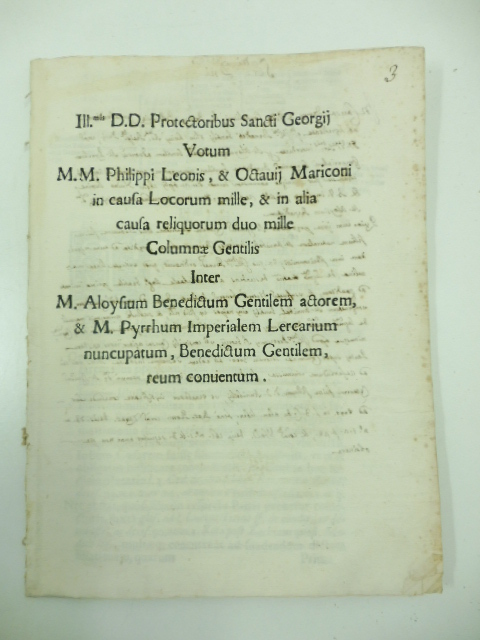 3
Ill.mis D.D. Protectoribus Sancti Georgij
Votum
M.M. Philippi Leonis, & Octauij Mariconi
in cauſa Locorum mille, & in alia
cauſa reliquorum duo mille
Columnæ Gentilis
Inter
M. Aloyſium Benedictum Gentilem actorem,
& M. Pyrrhum Imperialem Lercarium
nuncupatum, Benedictum Gentilem,
reum conuentum.